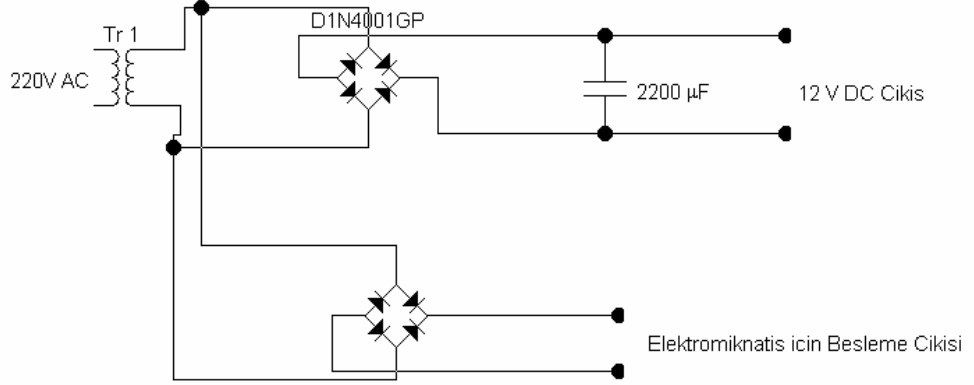 D1N4001GP
Tr 1
220V AC
2200 µF
12 V DC Cikis
Elektromiknatis icin Besleme Cikisi